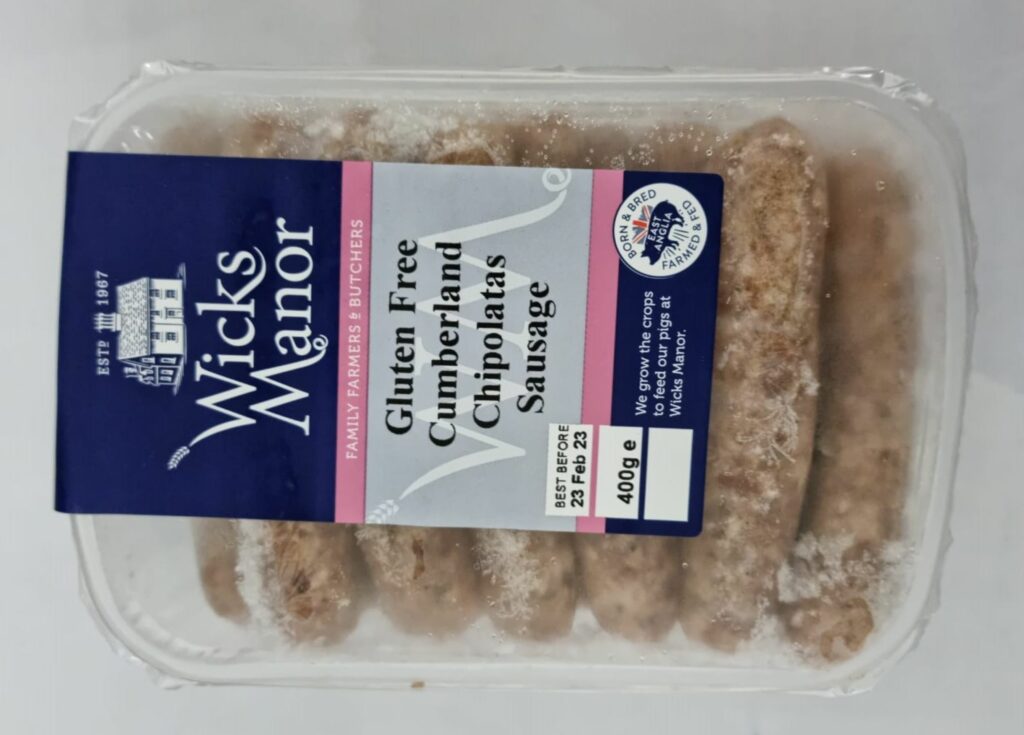 ESTD 1967
Wicks
Manor
FAMILY FARMERS & BUTCHERS
Gluten Free
Cumberland
Chipolatas
Sausage
BEST BEFORE
23 Feb 23
400g e
We grow the crops
to feed our pigs at
Wicks Manor.
BORN & BRED
EAST
ANGLIA
FARMED & FED